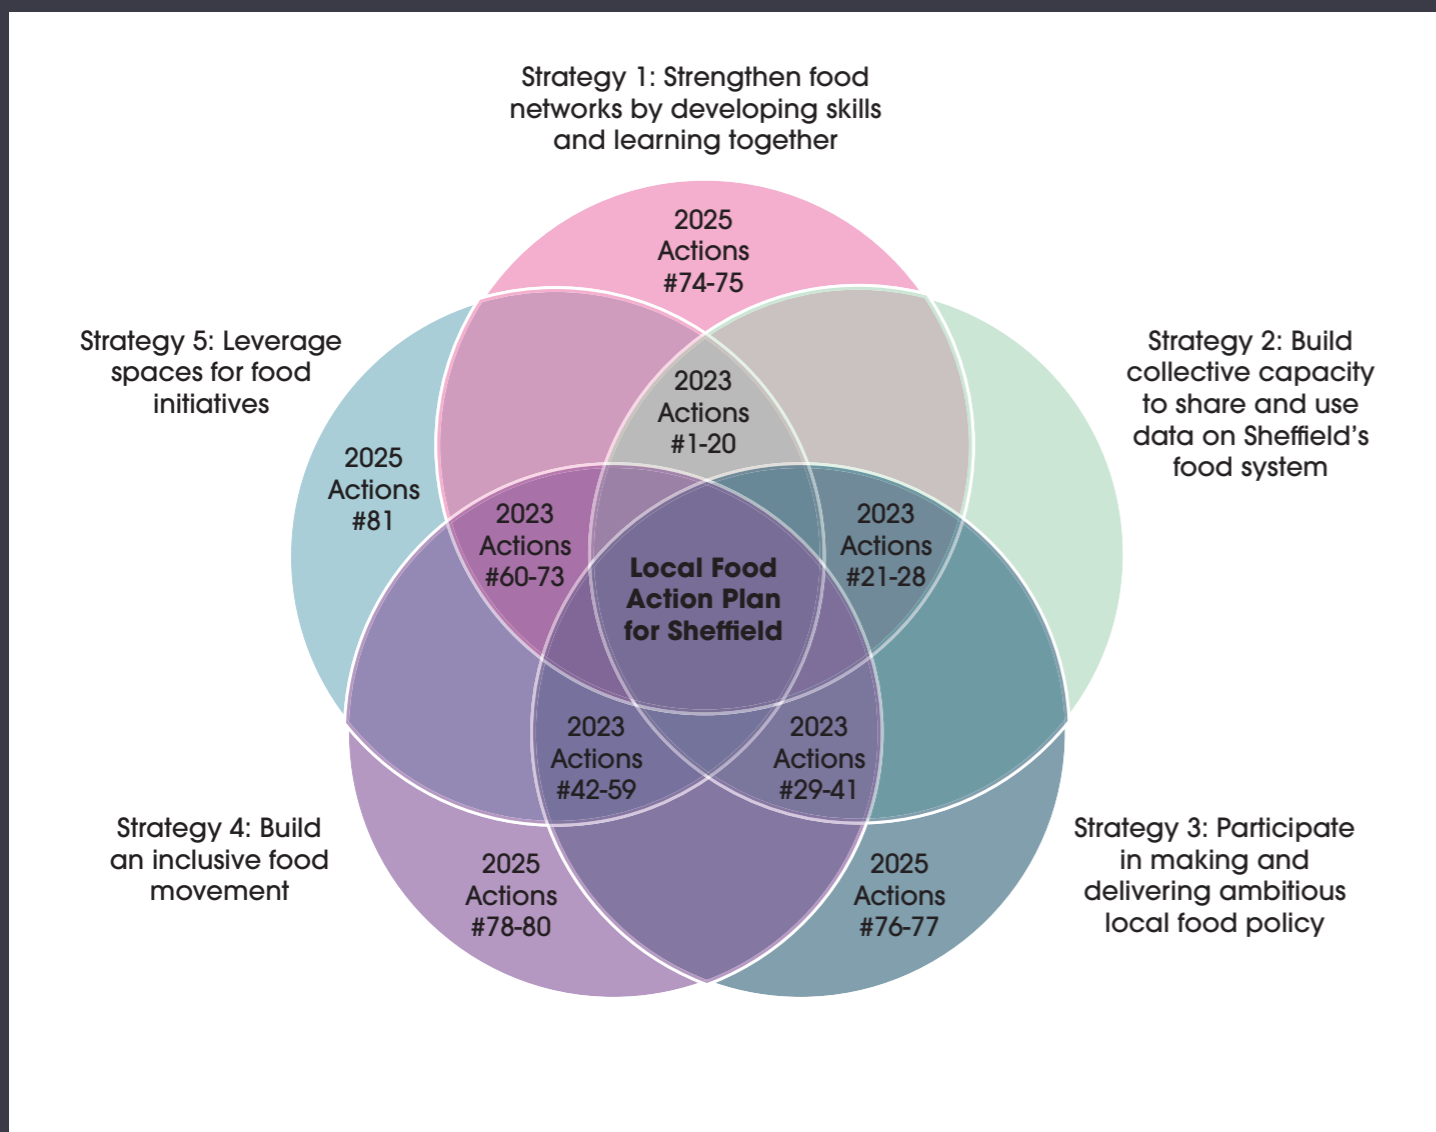 Strategy 1: Strengthen food
networks by developing skills
and learning together
2025
Actions
#74-75
Strategy 5: Leverage
spaces for food
initiatives
Strategy 2: Build
collective capacity
to share and use
data on Sheffield's
food system
2023
Actions
#1-20
2025
Actions
#81
2023
Actions
#60-73
2023
Actions
#21-28
Local Food
Action Plan
for Sheffield
2023
Actions
#42-59
2023
Actions
#29-41
Strategy 4: Build
an inclusive food
movement
2025
Actions
#78-80
2025
Actions
#76-77
Strategy 3: Participate
in making and
delivering ambitious
local food policy